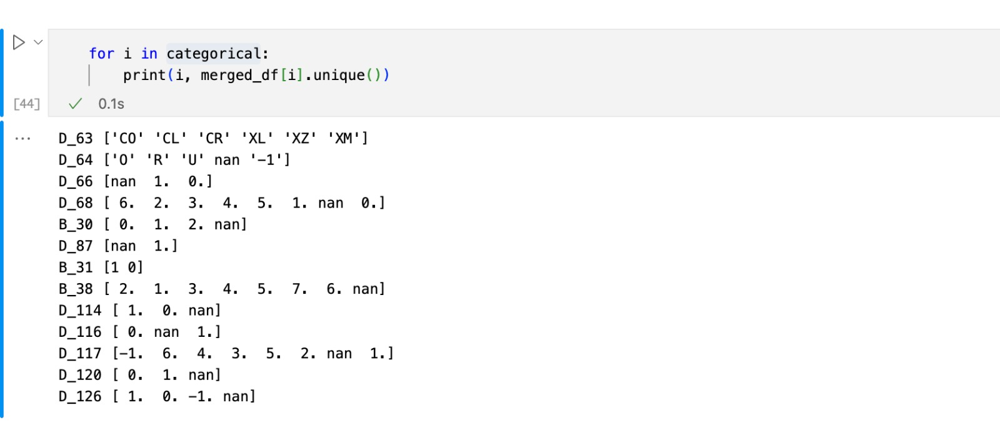 for i in categorical:
    print(i, merged_df[i].unique())
[44] 0.1s
D_63 ['CO' 'CL' 'CR' 'XL' 'XZ' 'XM']
D_64 ['O' 'R' 'U' nan '-1']
D_66 [nan  1.  0.]
D_68 [ 6.  2.  3.  4.  5.  1. nan  0.]
B_30 [ 0.  1.  2. nan]
D_87 [nan  1.]
B_31 [1 0]
B_38 [ 2.  1.  3.  4.  5.  7.  6. nan]
D_114 [ 1.  0. nan]
D_116 [ 0. nan  1.]
D_117 [-1.  6.  4.  3.  5.  2. nan  1.]
D_120 [ 0.  1. nan]
D_126 [ 1.  0. -1. nan]